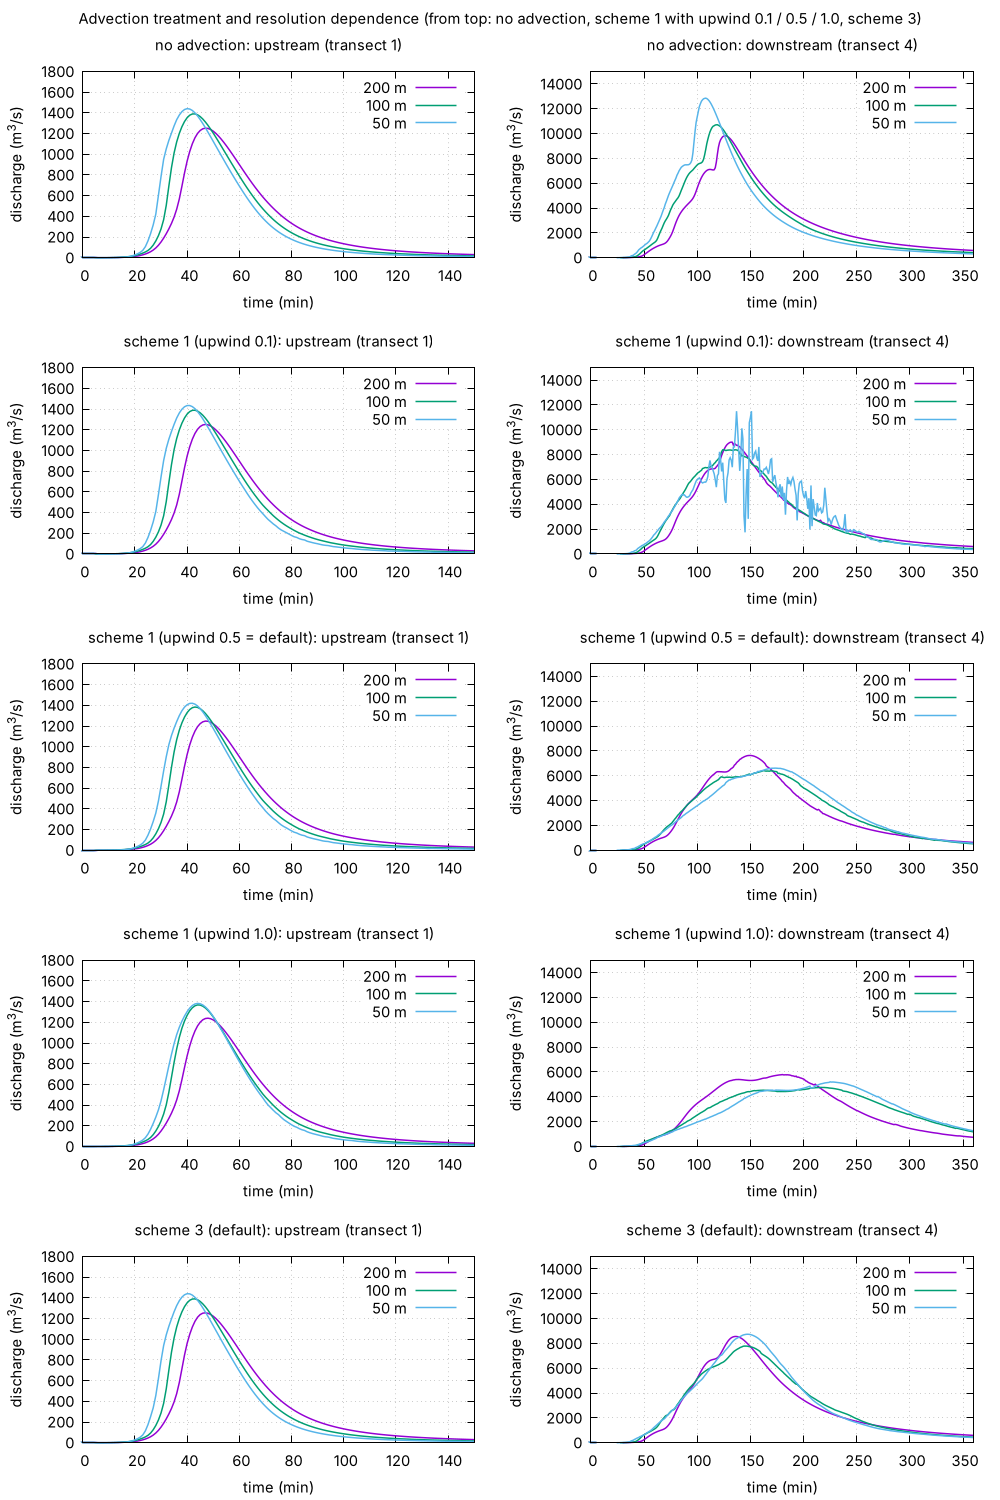 Advection treatment and resolution dependence (from top: no advection, scheme 1 with upwind 0.1 / 0.5 / 1.0, scheme 3)
no advection: upstream (transect 1)
1800
1600
1400
1200
1000
800
600
400
200
0
discharge (m³/s)
200 m
100 m
50 m
0 20 40 60 80 100 120 140
time (min)
no advection: downstream (transect 4)
14000
12000
10000
8000
6000
4000
2000
0
discharge (m³/s)
200 m
100 m
50 m
0 50 100 150 200 250 300 350
time (min)
scheme 1 (upwind 0.1): upstream (transect 1)
1800
1600
1400
1200
1000
800
600
400
200
0
discharge (m³/s)
200 m
100 m
50 m
0 20 40 60 80 100 120 140
time (min)
scheme 1 (upwind 0.1): downstream (transect 4)
14000
12000
10000
8000
6000
4000
2000
0
discharge (m³/s)
200 m
100 m
50 m
0 50 100 150 200 250 300 350
time (min)
scheme 1 (upwind 0.5 = default): upstream (transect 1)
1800
1600
1400
1200
1000
800
600
400
200
0
discharge (m³/s)
200 m
100 m
50 m
0 20 40 60 80 100 120 140
time (min)
scheme 1 (upwind 0.5 = default): downstream (transect 4)
14000
12000
10000
8000
6000
4000
2000
0
discharge (m³/s)
200 m
100 m
50 m
0 50 100 150 200 250 300 350
time (min)
scheme 1 (upwind 1.0): upstream (transect 1)
1800
1600
1400
1200
1000
800
600
400
200
0
discharge (m³/s)
200 m
100 m
50 m
0 20 40 60 80 100 120 140
time (min)
scheme 1 (upwind 1.0): downstream (transect 4)
14000
12000
10000
8000
6000
4000
2000
0
discharge (m³/s)
200 m
100 m
50 m
0 50 100 150 200 250 300 350
time (min)
scheme 3 (default): upstream (transect 1)
1800
1600
1400
1200
1000
800
600
400
200
0
discharge (m³/s)
200 m
100 m
50 m
0 20 40 60 80 100 120 140
time (min)
scheme 3 (default): downstream (transect 4)
14000
12000
10000
8000
6000
4000
2000
0
discharge (m³/s)
200 m
100 m
50 m
0 50 100 150 200 250 300 350
time (min)